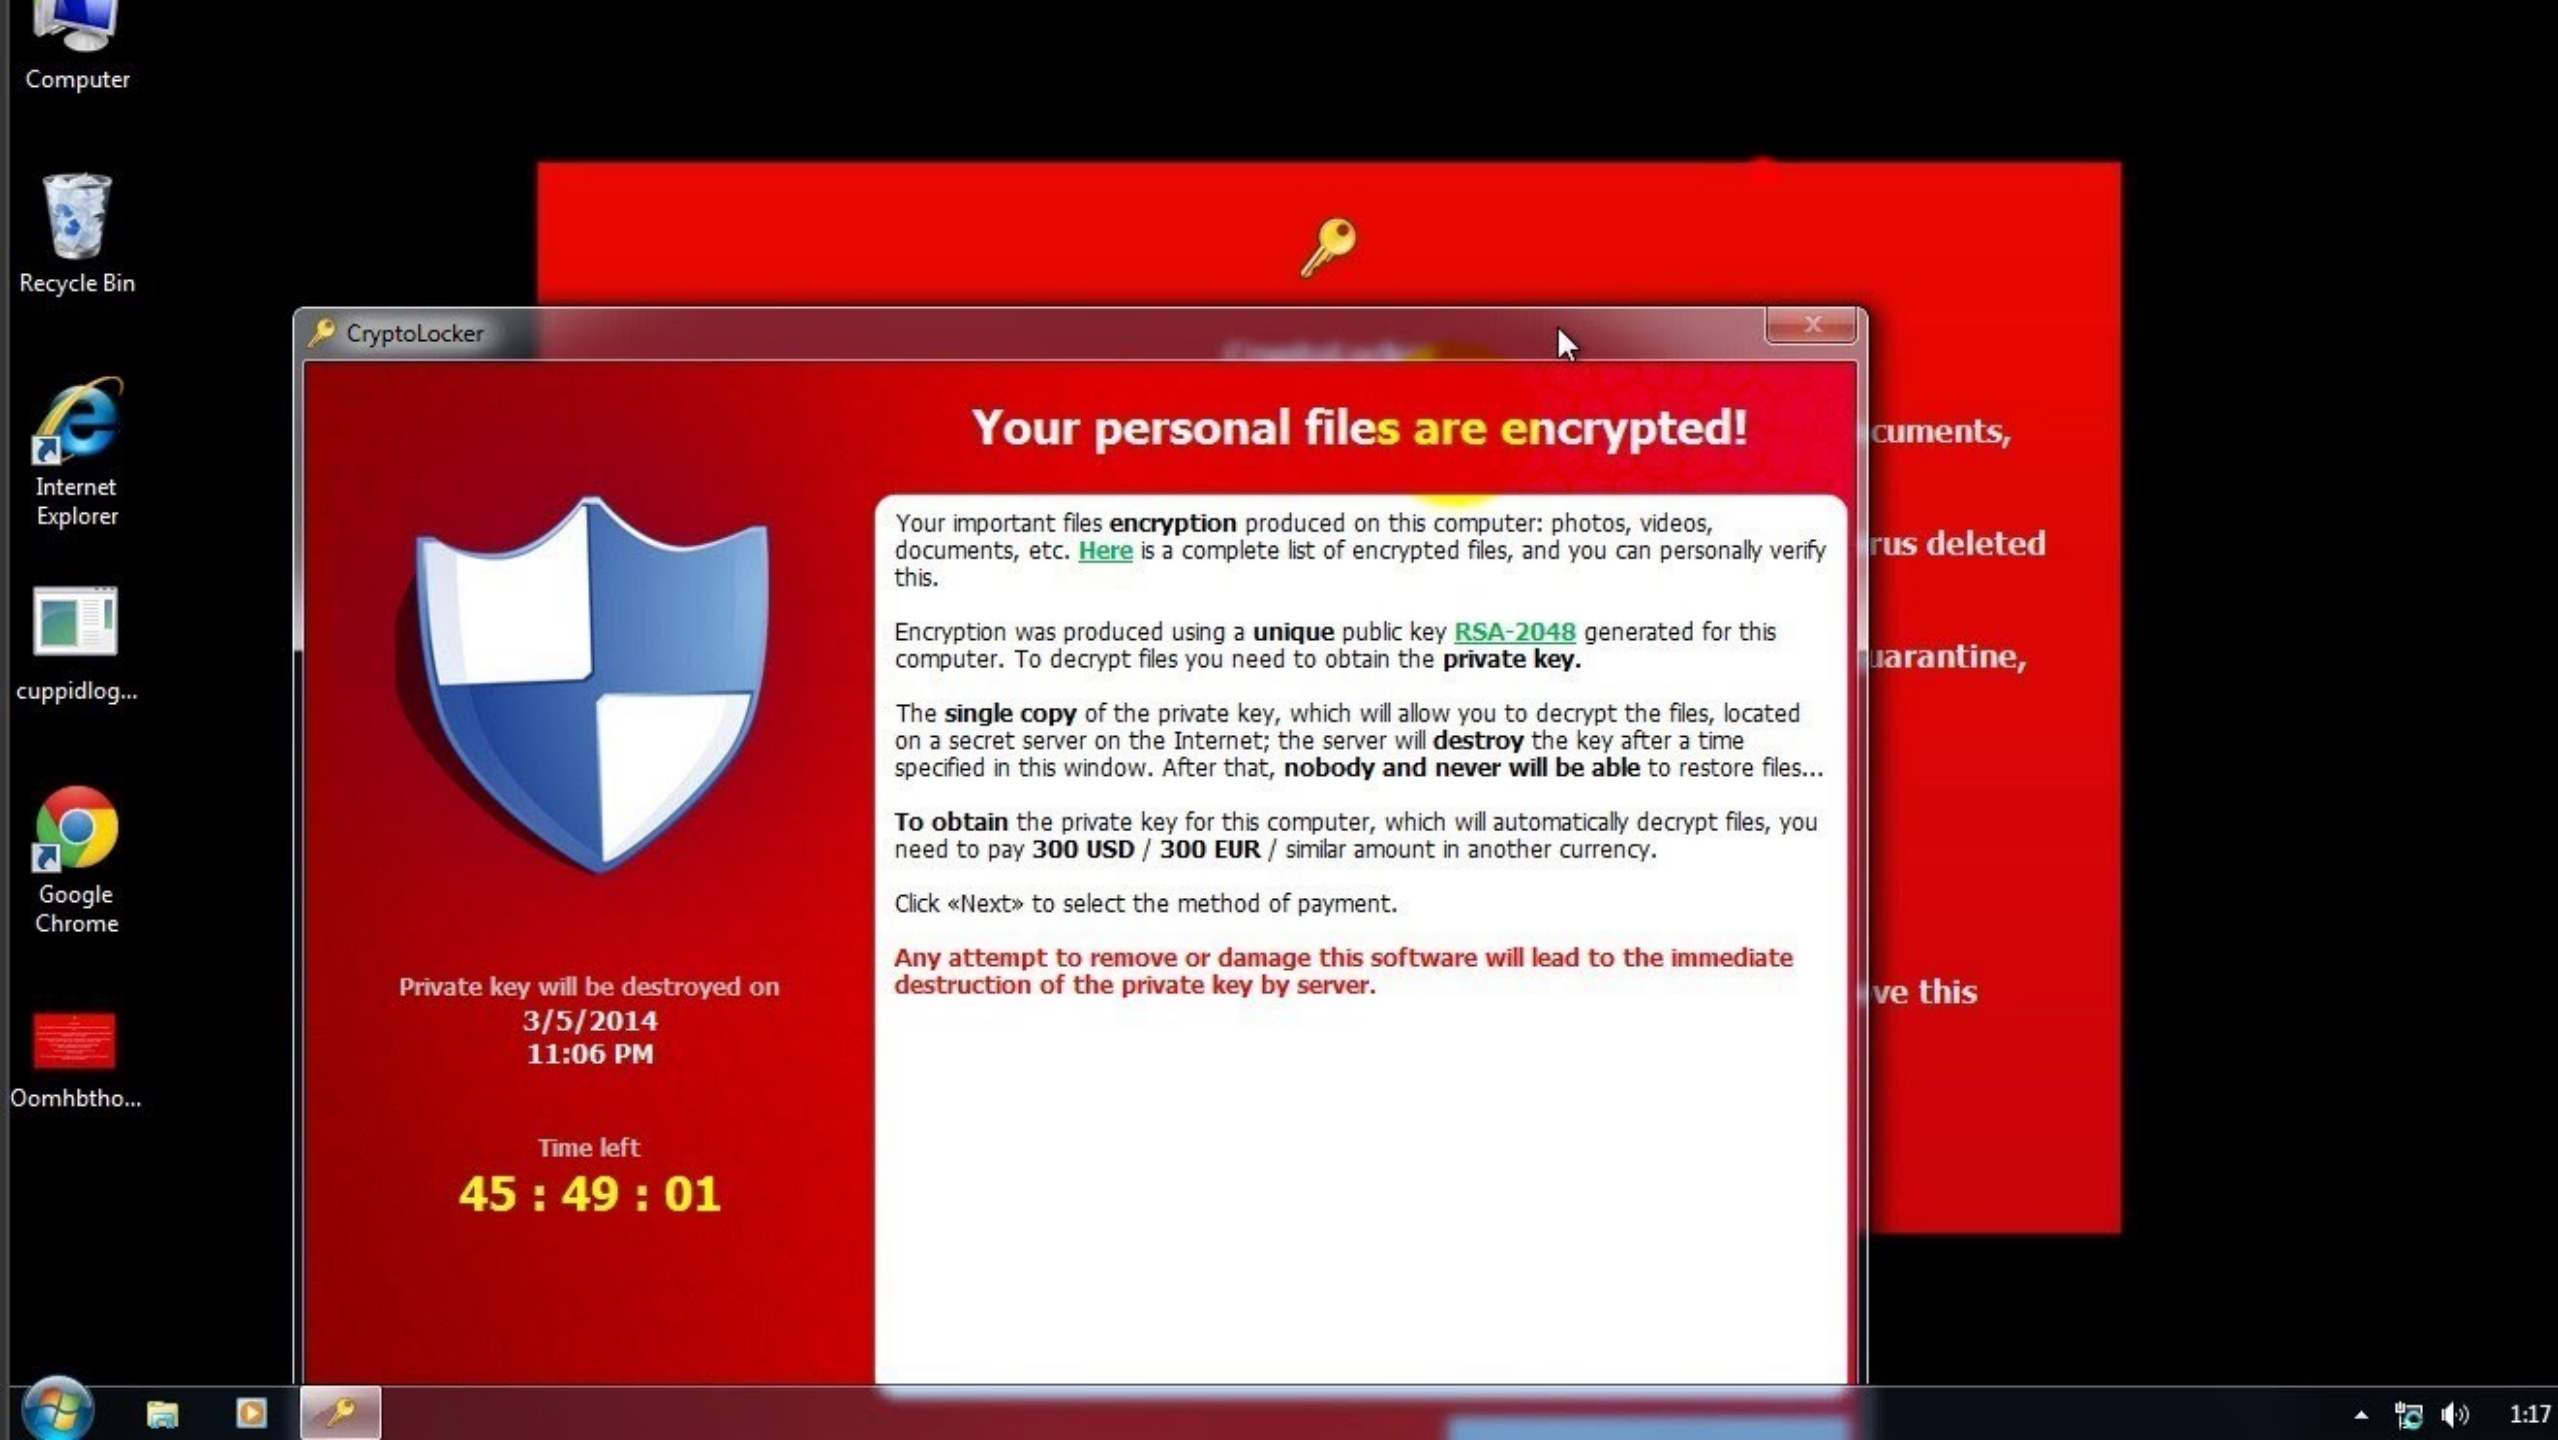 Computer
Recycle Bin
Internet
Explorer
cuppidlog...
Google
Chrome
Oomhbtho...
CryptoLocker
Your personal files are encrypted!
Your important files encryption produced on this computer: photos, videos,
documents, etc. Here is a complete list of encrypted files, and you can personally verify
this.
Encryption was produced using a unique public key RSA-2048 generated for this
computer. To decrypt files you need to obtain the private key.
The single copy of the private key, which will allow you to decrypt the files, located
on a secret server on the Internet; the server will destroy the key after a time
specified in this window. After that, nobody and never will be able to restore files...
To obtain the private key for this computer, which will automatically decrypt files, you
need to pay 300 USD / 300 EUR / similar amount in another currency.
Click «Next» to select the method of payment.
Any attempt to remove or damage this software will lead to the immediate
destruction of the private key by server.
Private key will be destroyed on
3/5/2014
11:06 PM
Time left
45 : 49 : 01
cuments,
rus deleted
uarantine,
ve this
1:17